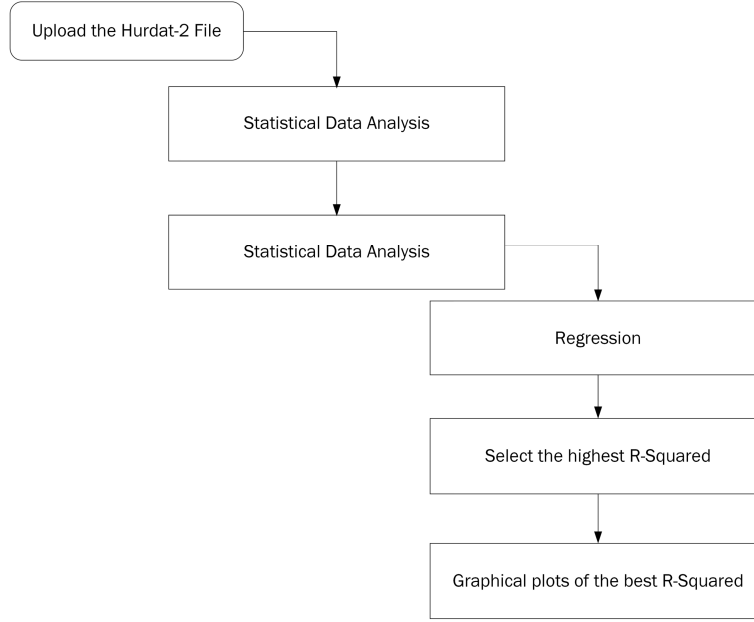 Upload the Hurdat-2 File
Statistical Data Analysis
Statistical Data Analysis
Regression
Select the highest R-Squared
Graphical plots of the best R-Squared